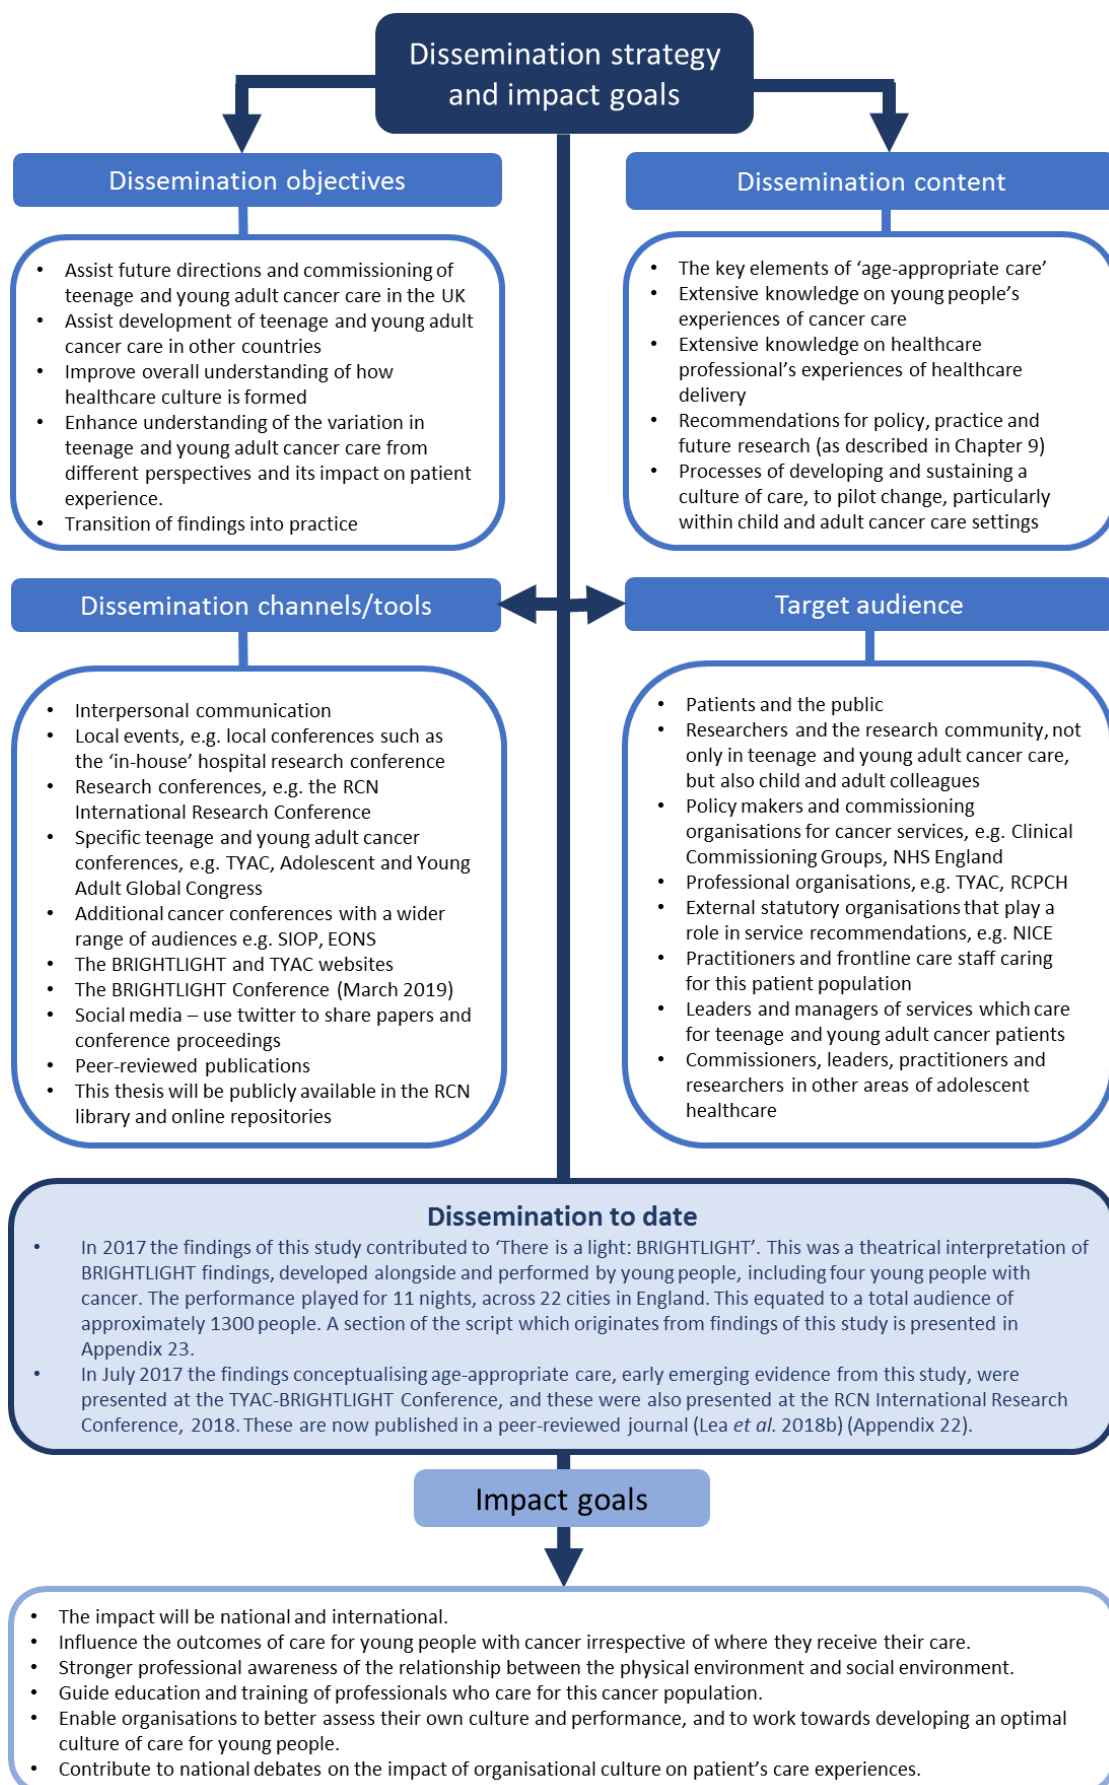 Dissemination strategy
and impact goals
Dissemination objectives
• Assist future directions and commissioning of
teenage and young adult cancer care in the UK
• Assist development of teenage and young adult
cancer care in other countries
• Improve overall understanding of how
healthcare culture is formed
• Enhance understanding of the variation in
teenage and young adult cancer care from
different perspectives and its impact on patient
experience.
• Transition of findings into practice
Dissemination content
• The key elements of ‘age-appropriate care’
• Extensive knowledge on young people’s
experiences of cancer care
• Extensive knowledge on healthcare
professional’s experiences of healthcare
delivery
• Recommendations for policy, practice and
future research (as described in Chapter 9)
• Processes of developing and sustaining a
culture of care, to pilot change, particularly
within child and adult cancer care settings
Dissemination channels/tools
• Interpersonal communication
• Local events, e.g. local conferences such as
the ‘in-house’ hospital research conference
• Research conferences, e.g. the RCN
International Research Conference
• Specific teenage and young adult cancer
conferences, e.g. TYAC, Adolescent and Young
Adult Global Congress
• Additional cancer conferences with a wider
range of audiences e.g. SIOP, EONS
• The BRIGHTLIGHT and TYAC websites
• The BRIGHTLIGHT Conference (March 2019)
• Social media – use twitter to share papers and
conference proceedings
• Peer-reviewed publications
• This thesis will be publicly available in the RCN
library and online repositories
Target audience
• Patients and the public
• Researchers and the research community, not
only in teenage and young adult cancer care,
but also child and adult colleagues
• Policy makers and commissioning
organisations for cancer services, e.g. Clinical
Commissioning Groups, NHS England
• Professional organisations, e.g. TYAC, RCPCH
• External statutory organisations that play a
role in service recommendations, e.g. NICE
• Practitioners and frontline care staff caring
for this patient population
• Leaders and managers of services which care
for teenage and young adult cancer patients
• Commissioners, leaders, practitioners and
researchers in other areas of adolescent
healthcare
Dissemination to date
• In 2017 the findings of this study contributed to ‘There is a light: BRIGHTLIGHT’. This was a theatrical interpretation of
BRIGHTLIGHT findings, developed alongside and performed by young people, including four young people with
cancer. The performance played for 11 nights, across 22 cities in England. This equated to a total audience of
approximately 1300 people. A section of the script which originates from findings of this study is presented in
Appendix 23.
• In July 2017 the findings conceptualising age-appropriate care, early emerging evidence from this study, were
presented at the TYAC-BRIGHTLIGHT Conference, and these were also presented at the RCN International Research
Conference, 2018. These are now published in a peer-reviewed journal (Lea et al. 2018b) (Appendix 22).
Impact goals
• The impact will be national and international.
• Influence the outcomes of care for young people with cancer irrespective of where they receive their care.
• Stronger professional awareness of the relationship between the physical environment and social environment.
• Guide education and training of professionals who care for this cancer population.
• Enable organisations to better assess their own culture and performance, and to work towards developing an optimal
culture of care for young people.
• Contribute to national debates on the impact of organisational culture on patient’s care experiences.